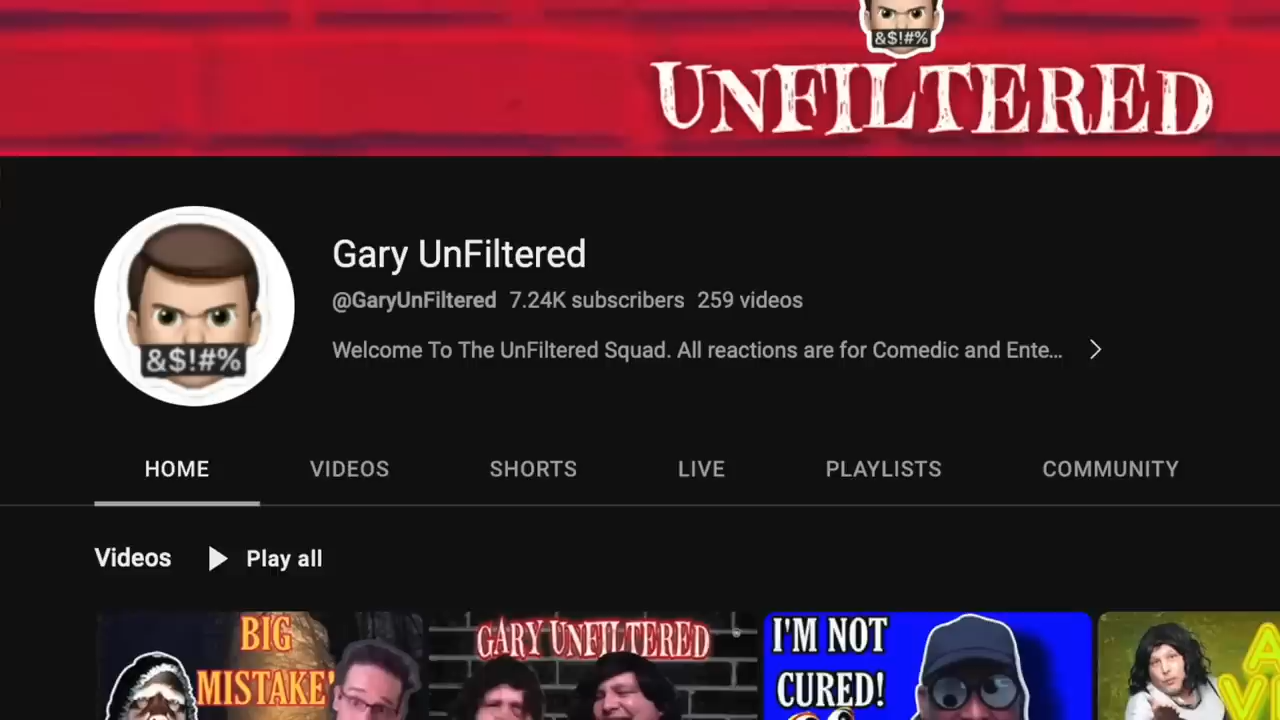 &$!#%
UNFILTERED
&$!#%
Gary UnFiltered
@GaryUnFiltered 7.24K subscribers 259 videos
Welcome To The UnFiltered Squad. All reactions are for Comedic and Ente...
HOME VIDEOS SHORTS LIVE PLAYLISTS COMMUNITY
Videos Play all
BIG
MISTAKE'
GARY UNFILTERED
I'M NOT
CURED!